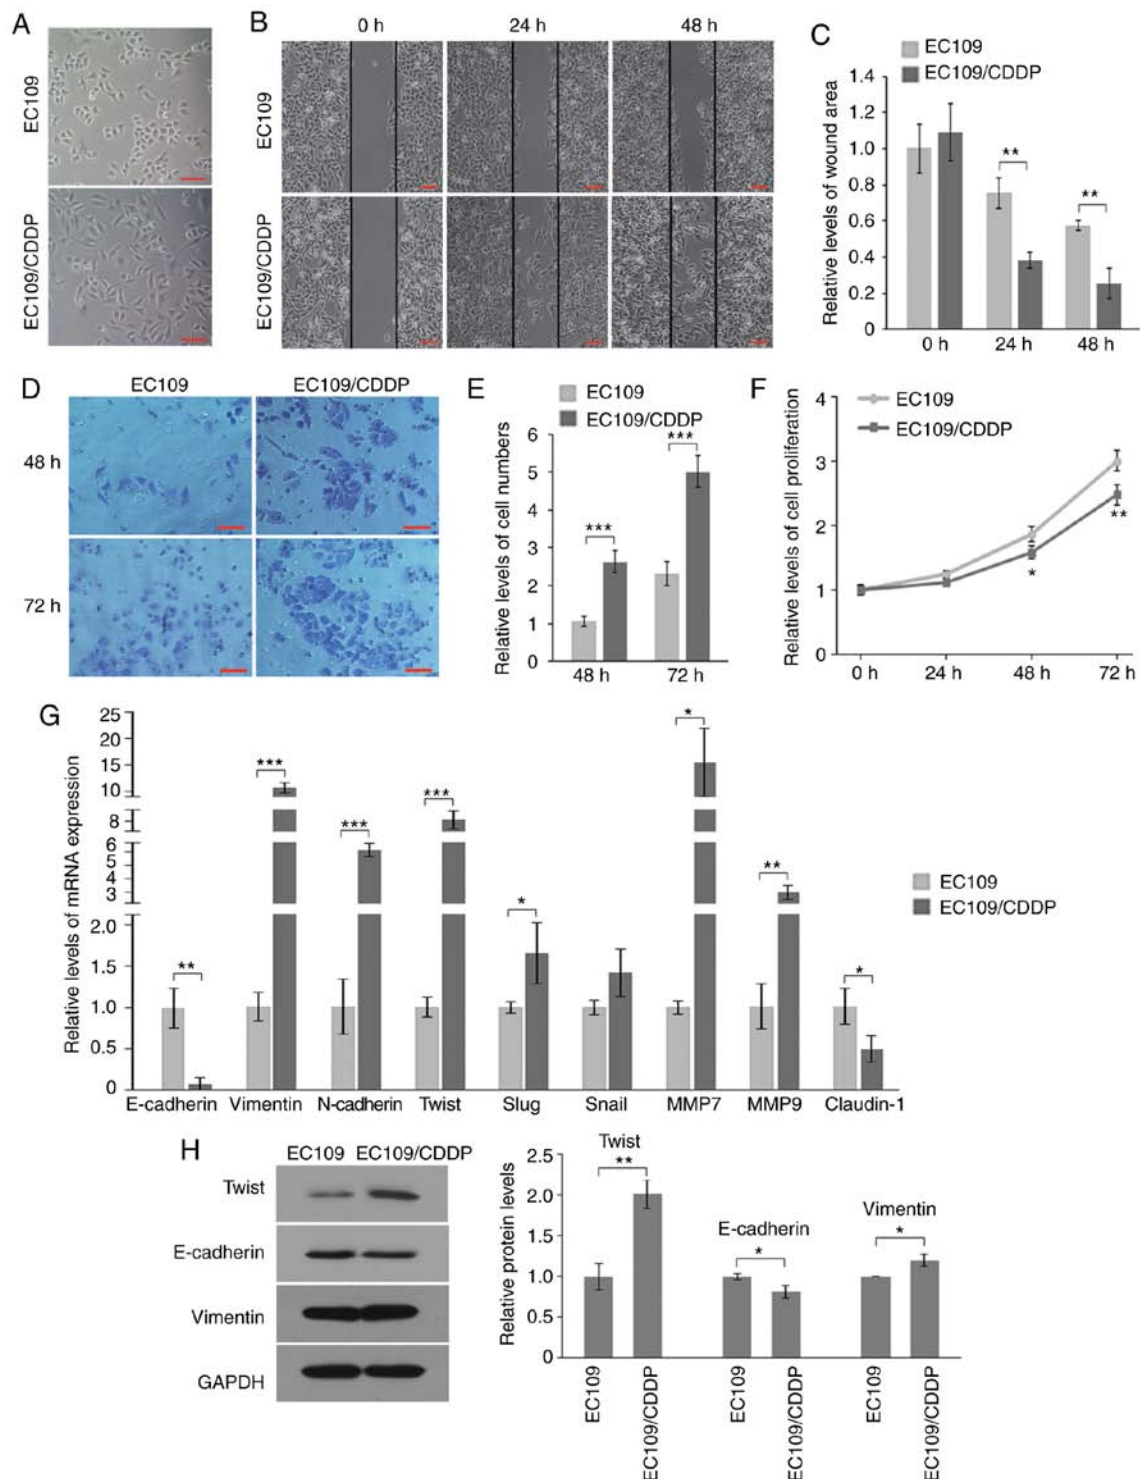 A
EC109
EC109/CDDP
B
0 h
24 h
48 h
EC109
EC109/CDDP
C
EC109
EC109/CDDP
Relative levels of wound area
1.4
1.2
1.0
0.8
0.6
0.4
0.2
0
**
**
0 h
24 h
48 h
D
EC109
EC109/CDDP
48 h
72 h
E
EC109
EC109/CDDP
Relative levels of cell numbers
6
5
4
3
2
1
0
***
***
48 h
72 h
F
EC109
EC109/CDDP
Relative levels of cell proliferation
4
3
2
1
0
*
**
0 h
24 h
48 h
72 h
G
Relative levels of mRNA expression
25
20
15
10
8
6
5
4
3
2.0
1.5
1.0
0.5
0
**
***
***
***
*
*
**
*
EC109
EC109/CDDP
E-cadherin
Vimentin
N-cadherin
Twist
Slug
Snail
MMP7
MMP9
Claudin-1
H
EC109
EC109/CDDP
Twist
E-cadherin
Vimentin
GAPDH
Relative protein levels
2.5
2.0
1.5
1.0
0.5
0
Twist
**
E-cadherin
*
Vimentin
*
EC109
EC109/CDDP
EC109
EC109/CDDP
EC109
EC109/CDDP